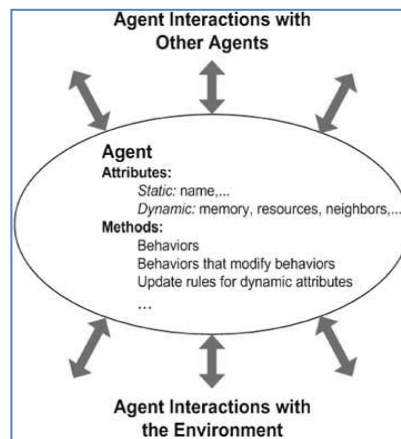 Agent Interactions with
Other Agents
Agent
Attributes:
Static: name,...
Dynamic: memory, resources, neighbors,...
Methods:
Behaviors
Behaviors that modify behaviors
Update rules for dynamic attributes
...
Agent Interactions with
the Environment